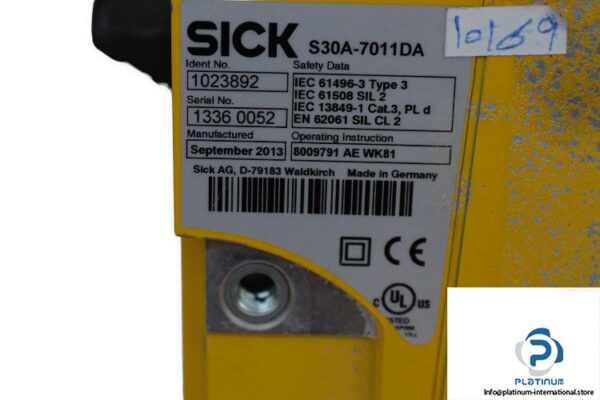 SICK S30A-7011DA
10169
Ident No. Safety Data
1023892 IEC 61496-3 Type 3
IEC 61508 SIL 2
Serial No. IEC 13849-1 Cat.3, PL d
1336 0052 EN 62061 SIL CL 2
Manufactured Operating Instruction
September 2013 8009791 AE WK81
Sick AG, D-79183 Waldkirch Made in Germany
CE
C UL US
ISTED
PLATINUM
Info@platinum-international.store